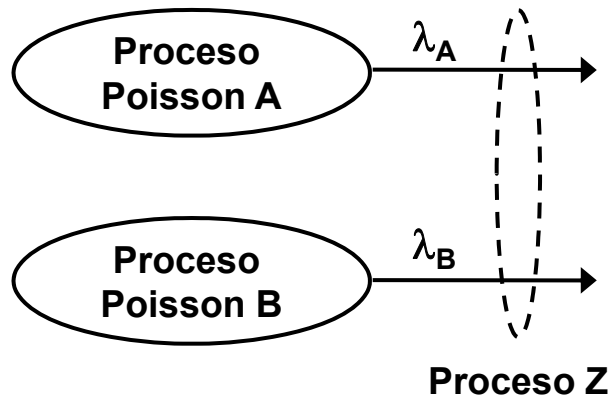 Proceso
Poisson A
λA
Proceso
Poisson B
λB
Proceso Z